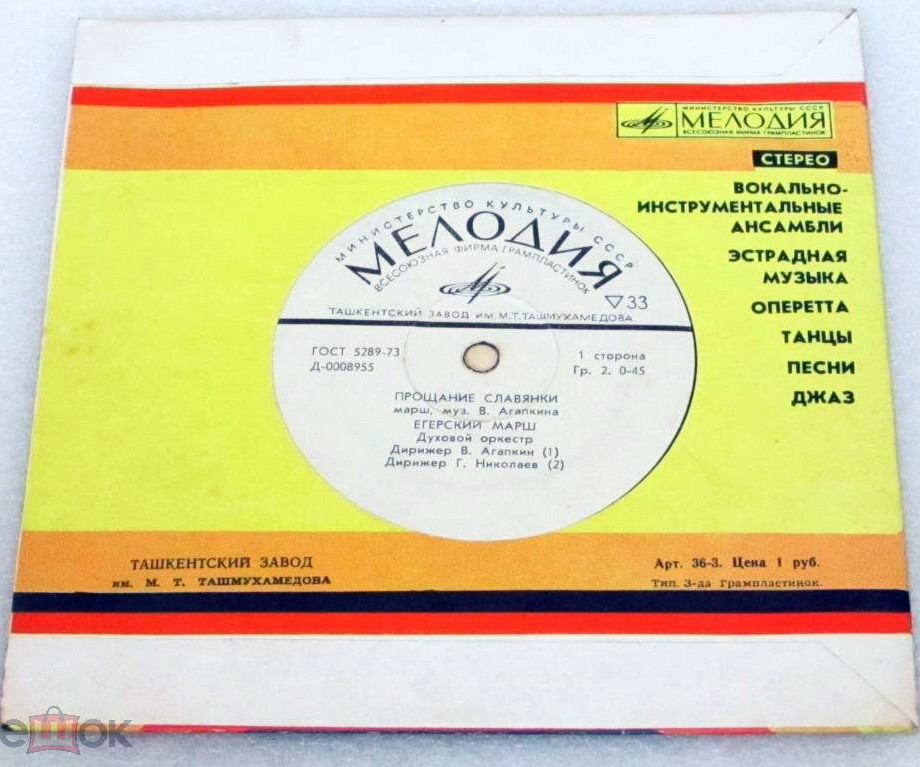 МИНИСТЕРСТВО КУЛЬТУРЫ СССР
МЕЛОДИЯ
ВСЕСОЮЗНАЯ ФИРМА ГРАМПЛАСТИНОК
СТЕРЕО
ВОКАЛЬНО-
ИНСТРУМЕНТАЛЬНЫЕ
АНСАМБЛИ
ЭСТРАДНАЯ
МУЗЫКА
ОПЕРЕТТА
ТАНЦЫ
ПЕСНИ
ДЖАЗ
МИНИСТЕРСТВО КУЛЬТУРЫ СССР
МЕЛОДИЯ
ВСЕСОЮЗНАЯ ФИРМА ГРАМПЛАСТИНОК
▽33
ТАШКЕНТСКИЙ ЗАВОД ИМ. М.Т. ТАШМУХАМЕДОВА
ГОСТ 5289-73
Д-0008955
1 сторона
Гр. 2. 0-45
ПРОЩАНИЕ СЛАВЯНКИ
марш, муз. В. Агапкина
ЕГЕРСКИЙ МАРШ
Духовой оркестр
Дирижер В. Агапкин (1)
Дирижер Г. Николаев (2)
ТАШКЕНТСКИЙ ЗАВОД
им. М. Т. ТАШМУХАМЕДОВА
Арт. 36-3. Цена 1 руб.
Тип. З-да Грампластинок.
ешок